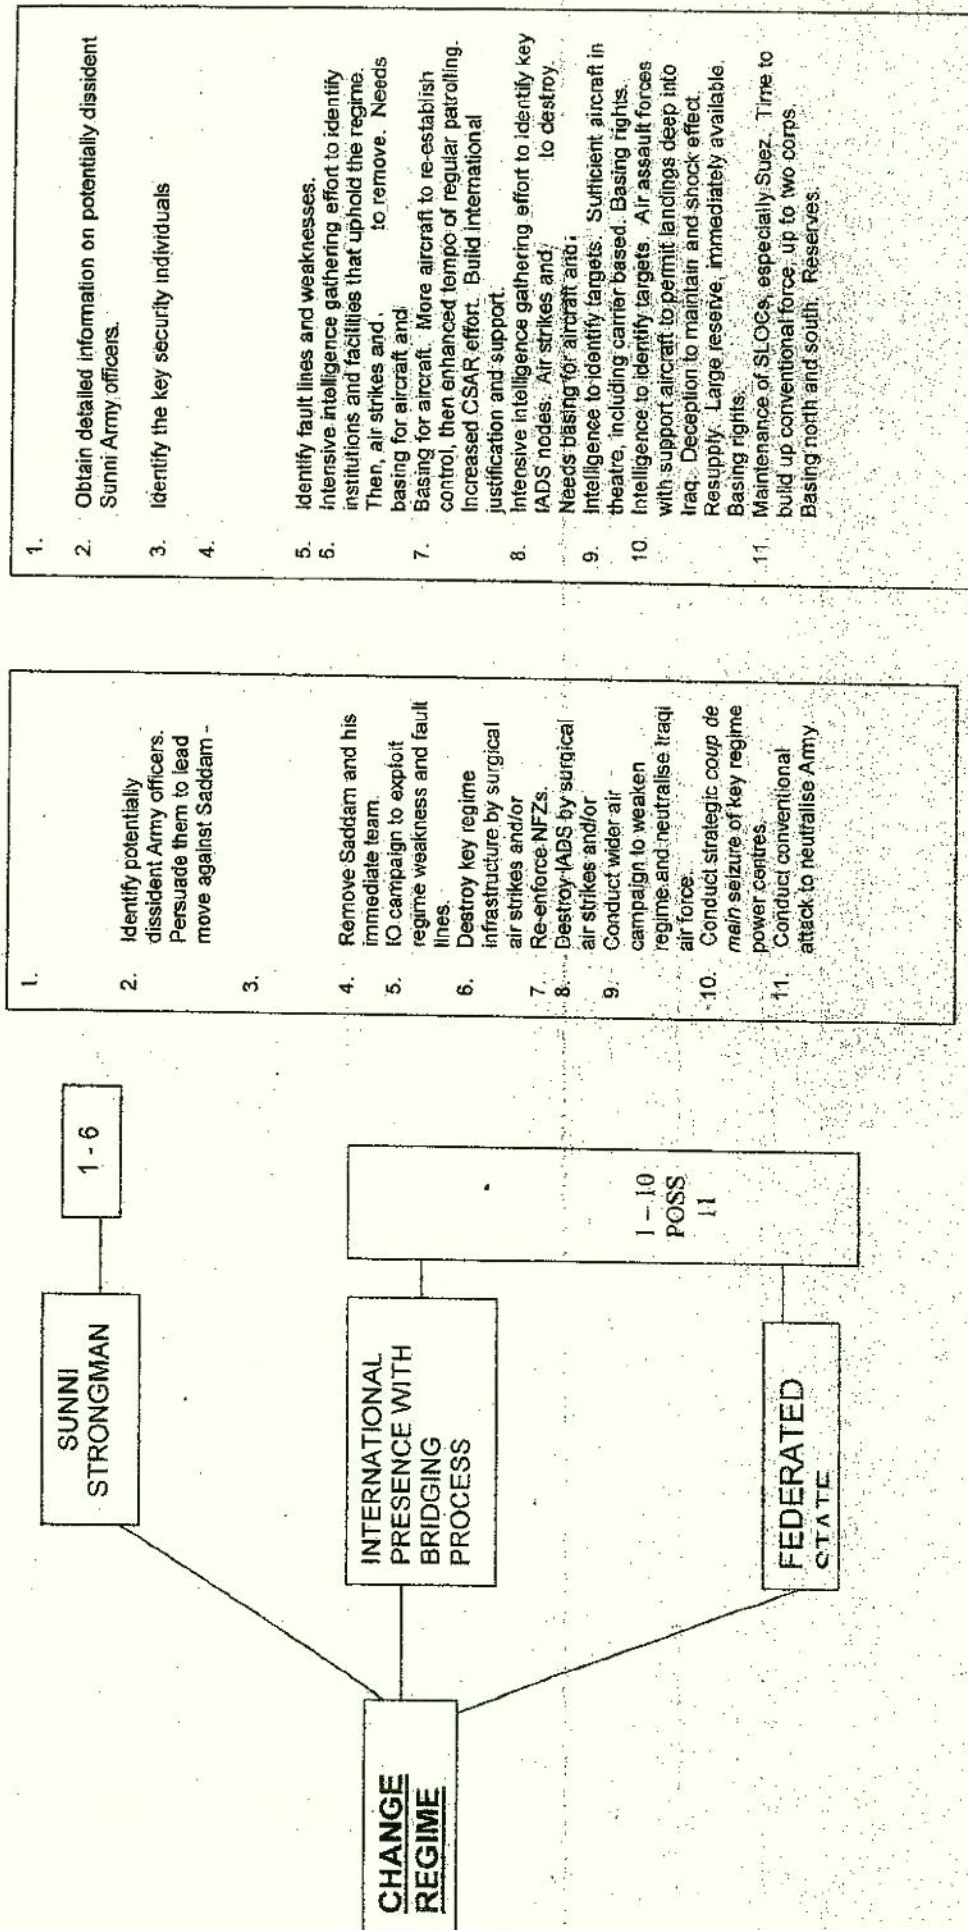 CHANGE
REGIME
SUNNI
STRONGMAN
1 - 6
INTERNATIONAL
PRESENCE WITH
BRIDGING
PROCESS
FEDERATED
STATE
1 – 10
POSS
11
1.
2. Identify potentially
dissident Army officers.
Persuade them to lead
move against Saddam -
3.
4. Remove Saddam and his
immediate team.
5. IO campaign to exploit
regime weakness and fault
lines.
6. Destroy key regime
infrastructure by surgical
air strikes and/or
7. Re-enforce NFZs.
8. Destroy IADS by surgical
air strikes and/or
9. Conduct wider air
campaign to weaken
regime and neutralise Iraqi
air force.
10. Conduct strategic coup de
main seizure of key regime
power centres.
11. Conduct conventional
attack to neutralise Army
1.
2. Obtain detailed information on potentially dissident
Sunni Army officers.
3. Identify the key security individuals
4.
5. Identify fault lines and weaknesses.
6. Intensive intelligence gathering effort to identify
institutions and facilities that uphold the regime.
Then, air strikes and to remove. Needs
basing for aircraft and
7. Basing for aircraft. More aircraft to re-establish
control, then enhanced tempo of regular patrolling.
Increased CSAR effort. Build international
justification and support.
8. Intensive intelligence gathering effort to identify key
IADS nodes. Air strikes and to destroy.
Needs basing for aircraft and
9. Intelligence to identify targets. Sufficient aircraft in
theatre, including carrier based. Basing rights.
10. Intelligence to identify targets. Air assault forces
with support aircraft to permit landings deep into
Iraq. Deception to maintain and shock effect.
Resupply. Large reserve, immediately available.
Basing rights.
11. Maintenance of SLOCs, especially Suez. Time to
build up conventional force, up to two corps.
Basing north and south. Reserves.